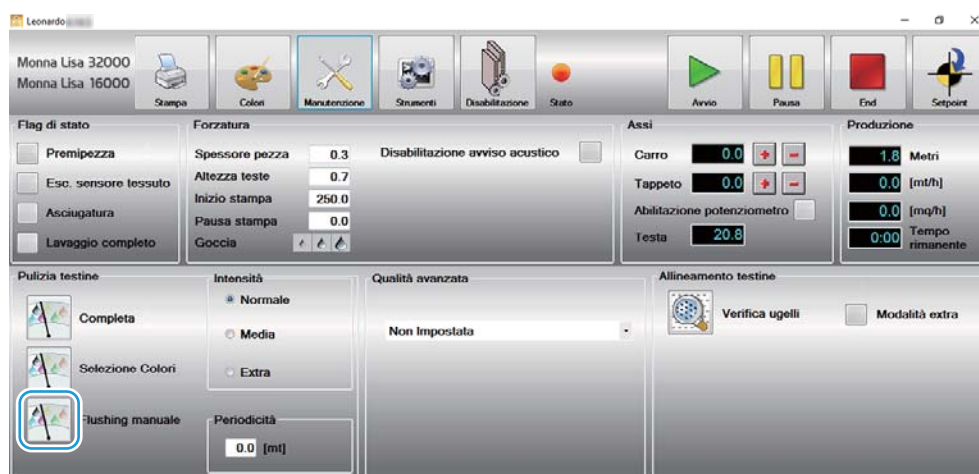 Leonardo
Monna Lisa 32000
Monna Lisa 16000
Stampa
Colori
Manutenzione
Strumenti
Disabilitazione
Stato
Avvio
Pausa
End
Setpoint
Flag di stato
Premipezza
Esc. sensore tessuto
Asciugatura
Lavaggio completo
Forzatura
Spessore pezza 0.3
Altezza teste 0.7
Inizio stampa 250.0
Pausa stampa 0.0
Goccia
Disabilitazione avviso acustico
Assi
Carro 0.0 + -
Tappeto 0.0 + -
Abilitazione potenziometro
Testa 20.8
Produzione
1.8 Metri
0.0 [mt/h]
0.0 [mq/h]
0:00 Tempo
rimanente
Pulizia testine
Completa
Selezione Colori
Flushing manuale
Intensità
Normale
Media
Extra
Periodicità
0.0 [mt]
Qualità avanzata
Non Impostata
Allineamento testine
Verifica ugelli
Modalità extra